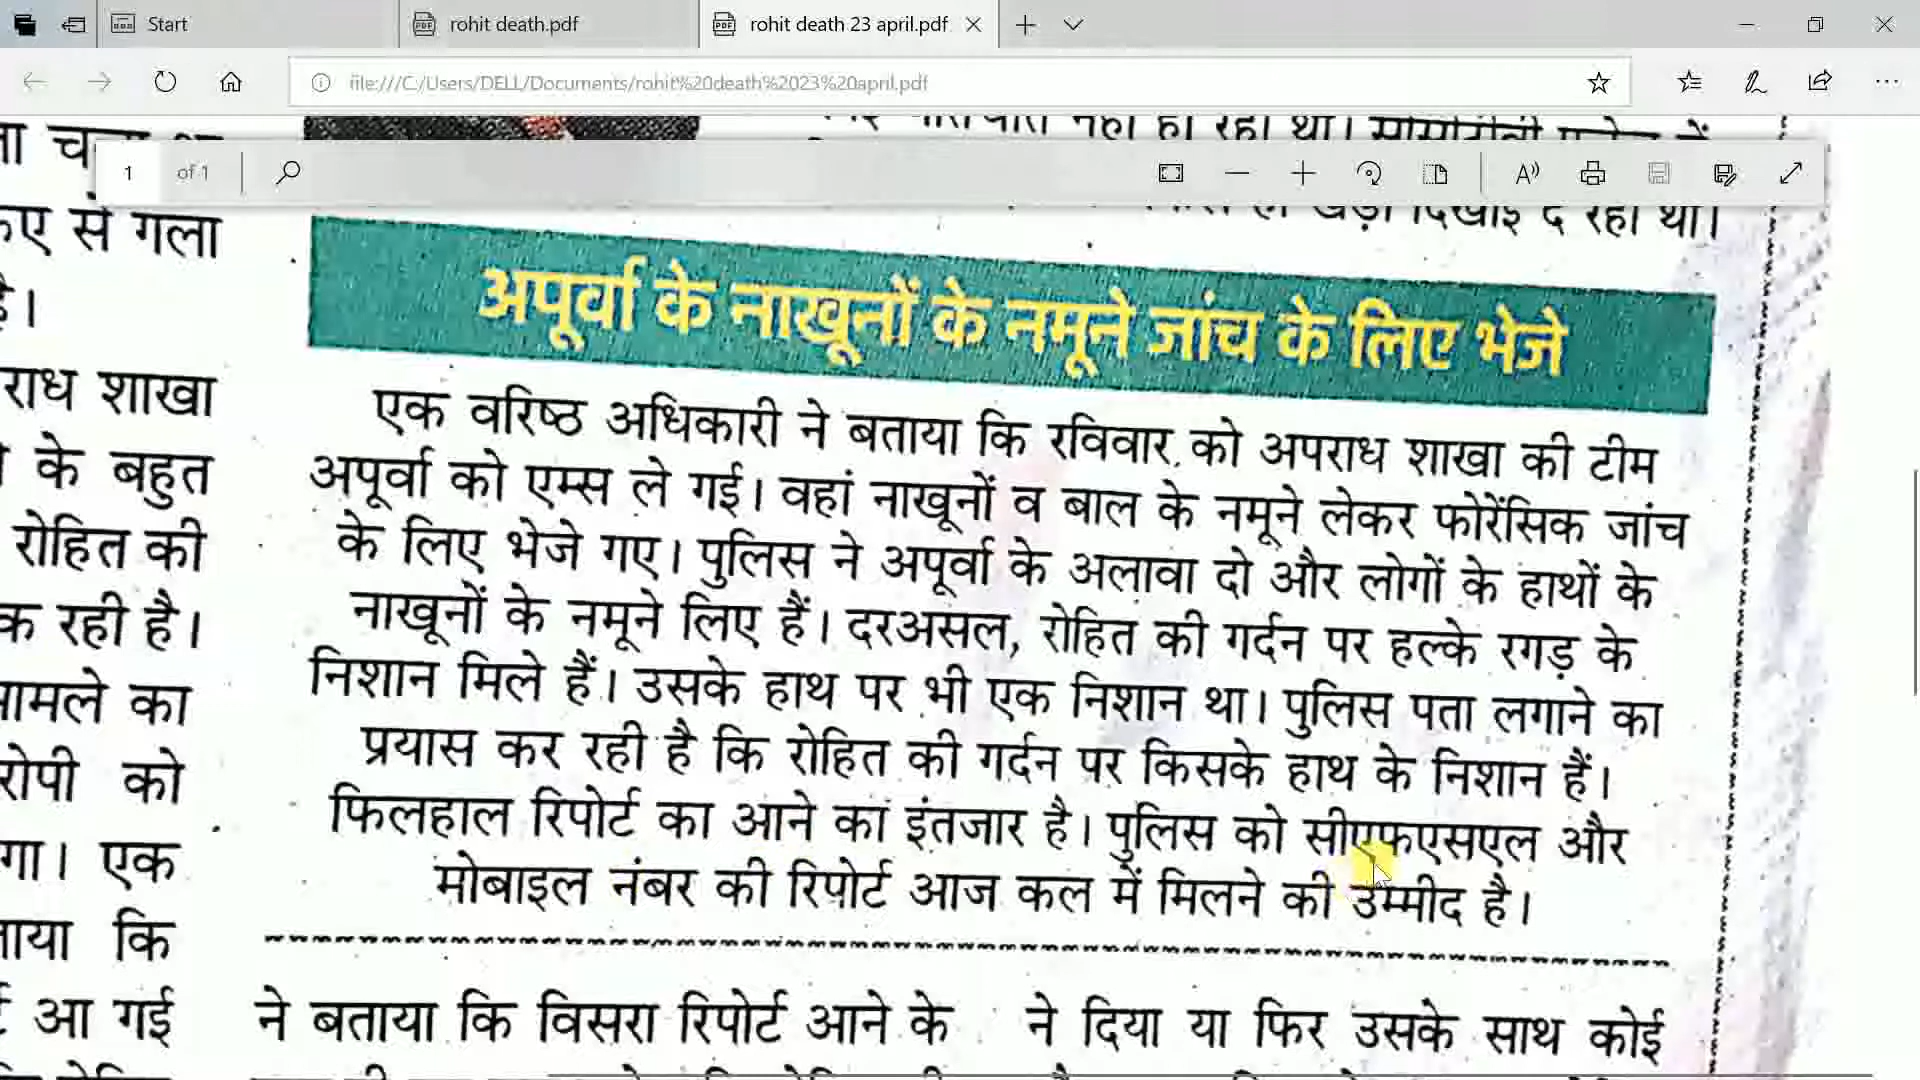 Start
rohit death.pdf
rohit death 23 april.pdf
file:///C:/Users/DELL/Documents/rohit%20death%2023%20april.pdf
1 of 1
कए से गला
है।
राध शाखा
के बहुत
रोहित की
क रही है।
मामले का
रोपी को
गा। एक
ताया कि
आ गई
दिखाई दे रहा था।
अपूर्वा के नाखूनों के नमूने जांच के लिए भेजे
एक वरिष्ठ अधिकारी ने बताया कि रविवार को अपराध शाखा की टीम
अपूर्वा को एम्स ले गई। वहां नाखूनों व बाल के नमूने लेकर फोरेंसिक जांच
के लिए भेजे गए। पुलिस ने अपूर्वा के अलावा दो और लोगों के हाथों के
नाखूनों के नमूने लिए हैं। दरअसल, रोहित की गर्दन पर हल्के रगड़ के
निशान मिले हैं। उसके हाथ पर भी एक निशान था। पुलिस पता लगाने का
प्रयास कर रही है कि रोहित की गर्दन पर किसके हाथ के निशान हैं।
फिलहाल रिपोर्ट का आने का इंतजार है। पुलिस को सीएफएसएल और
मोबाइल नंबर की रिपोर्ट आज कल में मिलने की उम्मीद है।
ने बताया कि विसरा रिपोर्ट आने के
ने दिया या फिर उसके साथ कोई